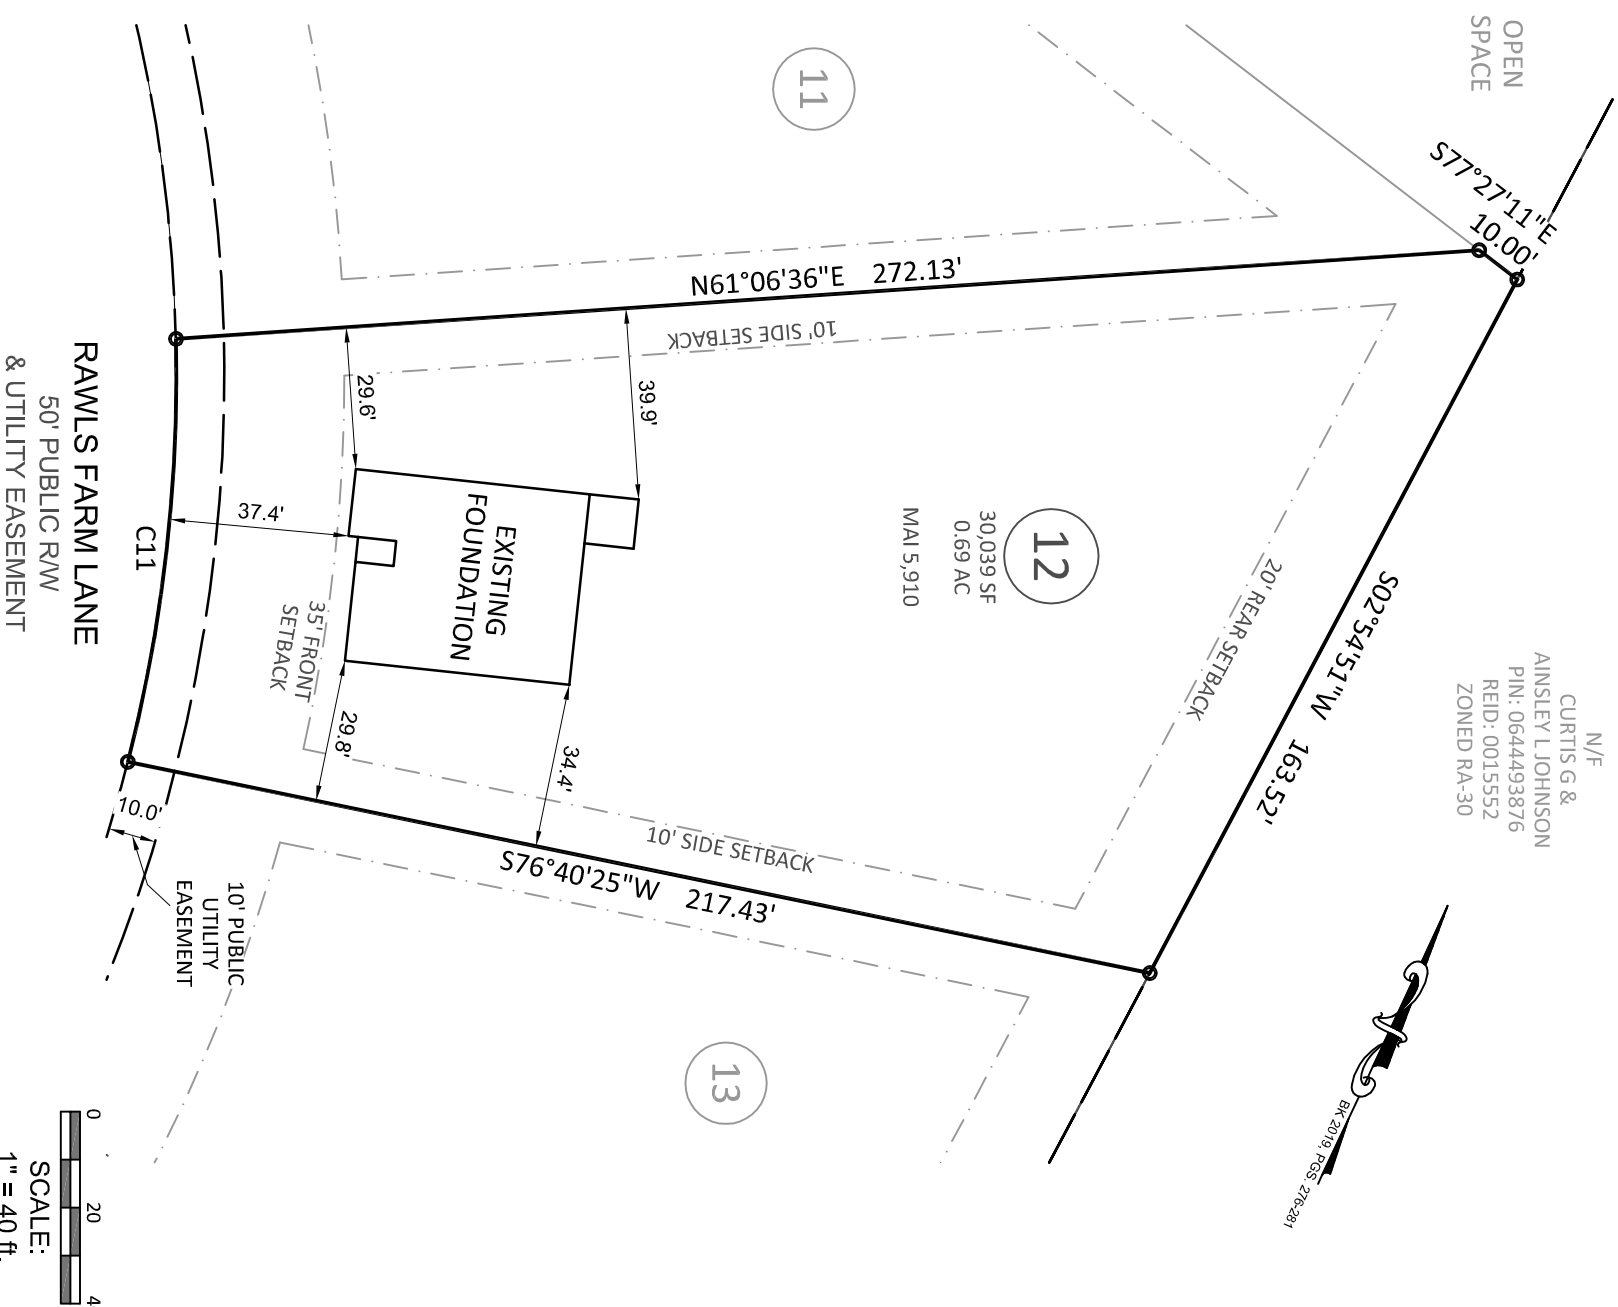 OPEN
SPACE
11
S77°27'11"E
10.00'
N61°06'36"E 272.13'
10' SIDE SETBACK
29.6'
39.9'
37.4'
EXISTING
FOUNDATION
12
30,039 SF
0.69 AC
MAI 5,910
20' REAR SETBACK
S02°54'51"W 163.52'
N/F
CURTIS G &
AINSLEY L JOHNSON
PIN: 0644493876
REID: 0015552
ZONED RA-30
C11
RAWLS FARM LANE
50' PUBLIC R/W
& UTILITY EASEMENT
35' FRONT
SETBACK
29.8'
34.4'
10' SIDE SETBACK
S76°40'25"W 217.43'
10.0'
10' PUBLIC
UTILITY
EASEMENT
13
BK 2019, PGS. 276-281
0 20 4
SCALE:
1" = 40 ft.